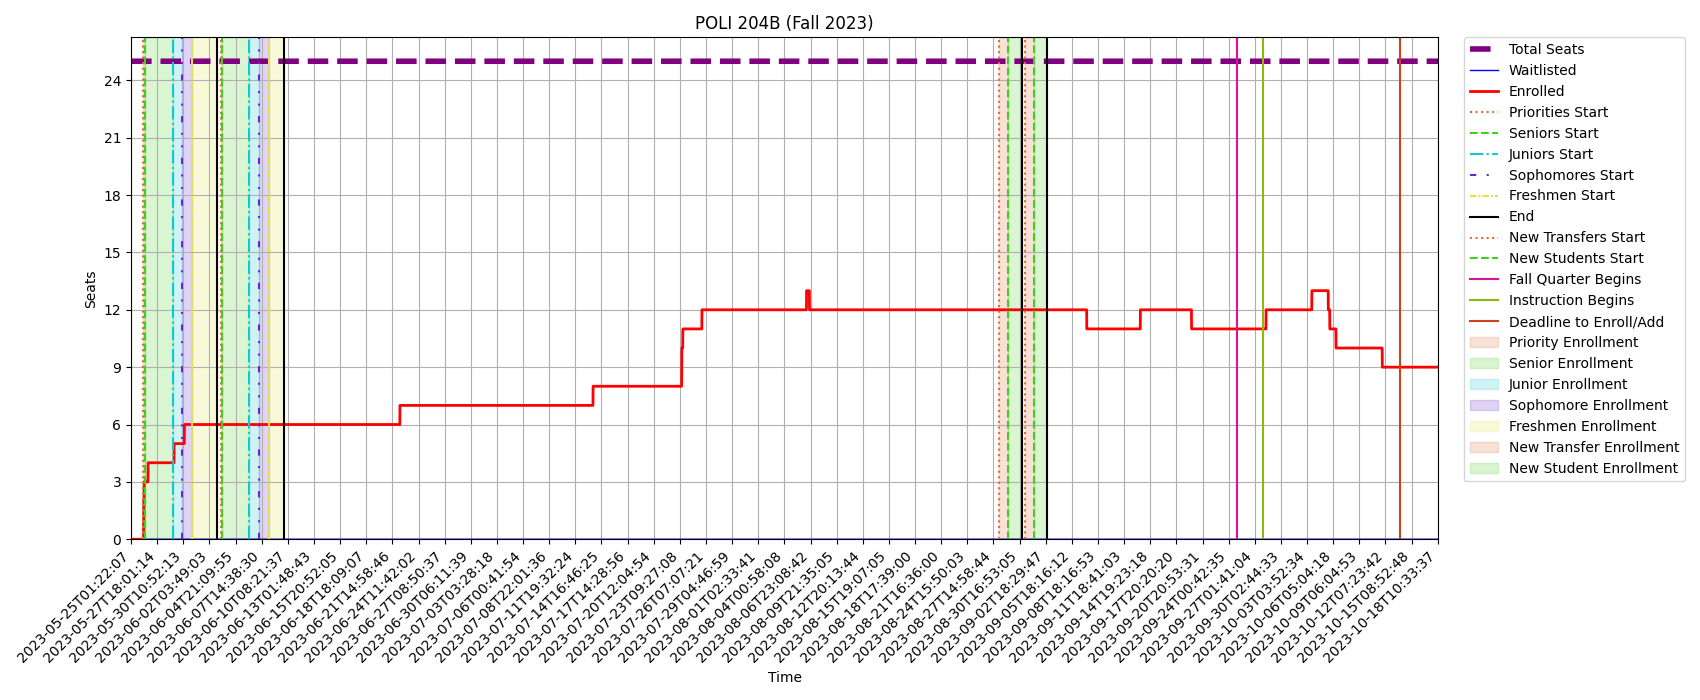 POLI 204B (Fall 2023)
Seats
24
21
18
15
12
9
6
3
0
2023-05-25T01:22:07
2023-05-27T18:01:14
2023-05-30T10:52:13
2023-06-02T03:49:03
2023-06-04T21:09:55
2023-06-07T14:38:30
2023-06-10T08:21:37
2023-06-13T01:48:43
2023-06-15T20:52:05
2023-06-18T18:09:07
2023-06-21T14:58:46
2023-06-24T11:42:02
2023-06-27T08:50:37
2023-06-30T06:11:39
2023-07-03T03:28:18
2023-07-06T00:41:54
2023-07-08T22:01:36
2023-07-11T19:32:24
2023-07-14T16:46:25
2023-07-17T14:28:56
2023-07-20T12:04:54
2023-07-23T09:27:08
2023-07-26T07:07:21
2023-07-29T04:46:59
2023-08-01T02:33:41
2023-08-04T00:58:08
2023-08-06T23:08:42
2023-08-09T21:35:05
2023-08-12T20:13:44
2023-08-15T19:07:05
2023-08-18T17:39:00
2023-08-21T16:36:00
2023-08-24T15:50:03
2023-08-27T14:58:44
2023-08-30T16:53:05
2023-09-02T18:29:47
2023-09-05T18:16:12
2023-09-08T18:16:53
2023-09-11T18:41:03
2023-09-14T19:23:18
2023-09-17T20:20:20
2023-09-20T20:53:31
2023-09-24T00:42:35
2023-09-27T01:41:04
2023-09-30T02:44:33
2023-10-03T03:52:34
2023-10-06T05:04:18
2023-10-09T06:04:53
2023-10-12T07:23:42
2023-10-15T08:52:48
2023-10-18T10:33:37
Time
Total Seats
Waitlisted
Enrolled
Priorities Start
Seniors Start
Juniors Start
Sophomores Start
Freshmen Start
End
New Transfers Start
New Students Start
Fall Quarter Begins
Instruction Begins
Deadline to Enroll/Add
Priority Enrollment
Senior Enrollment
Junior Enrollment
Sophomore Enrollment
Freshmen Enrollment
New Transfer Enrollment
New Student Enrollment